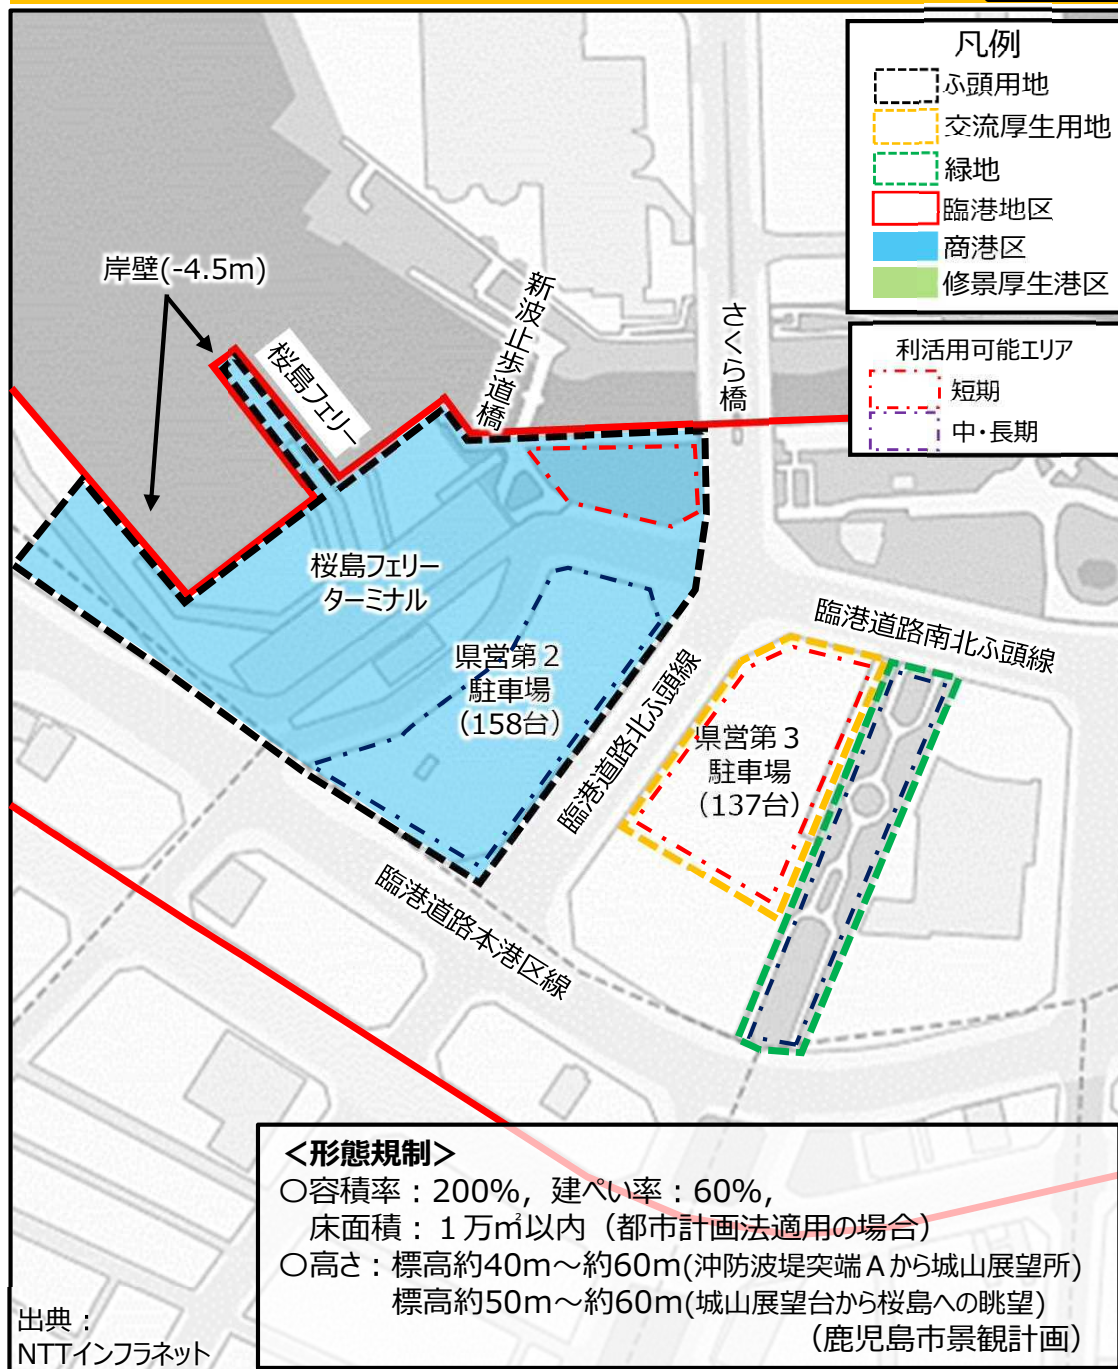 凡例
ふ頭用地
交流厚生用地
緑地
臨港地区
商港区
修景厚生港区
利活用可能エリア
短期
中・長期
岸壁(-4.5m)
桜島フェリー
新波止歩道橋
さくら橋
桜島フェリー
ターミナル
県営第２
駐車場
（158台）
臨港道路南北ふ頭線
臨港道路北ふ頭線
県営第３
駐車場
（137台）
臨港道路本港区線
＜形態規制＞
〇容積率：200%，建ぺい率：60%，
床面積：１万㎡以内（都市計画法適用の場合）
〇高さ：標高約40m～約60m(沖防波堤突端Ａから城山展望所)
標高約50m～約60m(城山展望台から桜島への眺望)
（鹿児島市景観計画）
出典：
NTTインフラネット